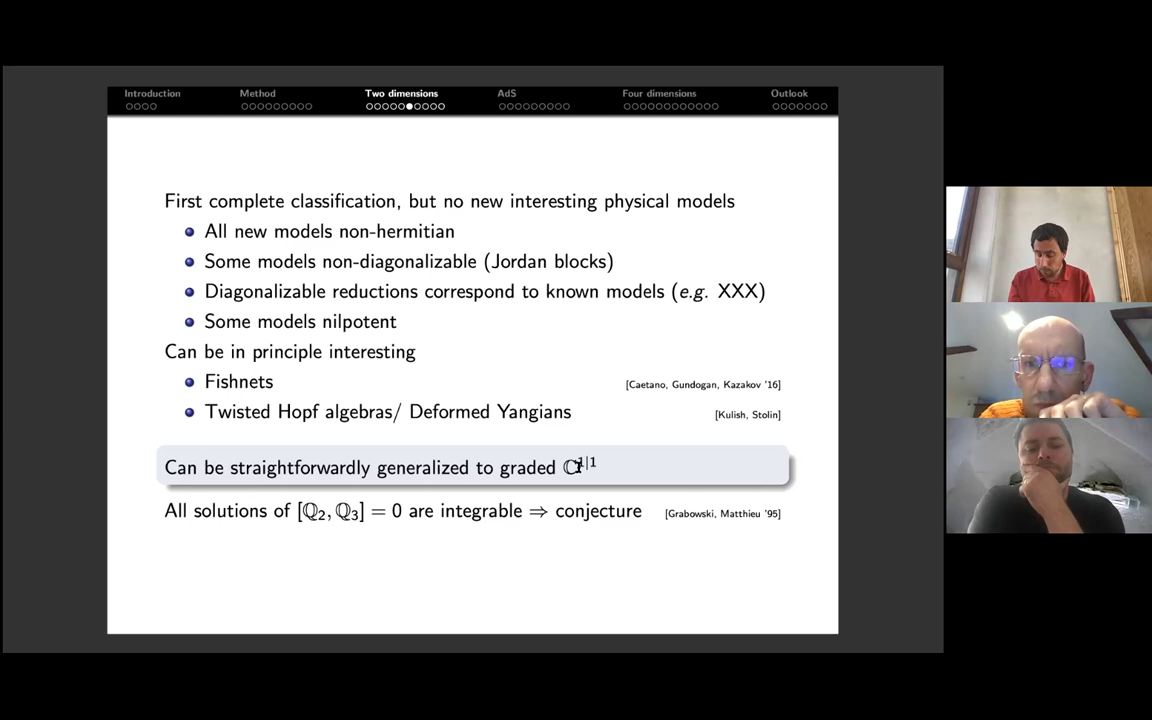 Introduction Method Two dimensions AdS Four dimensions Outlook
First complete classification, but no new interesting physical models
All new models non-hermitian
Some models non-diagonalizable (Jordan blocks)
Diagonalizable reductions correspond to known models (e.g. XXX)
Some models nilpotent
Can be in principle interesting
Fishnets [Caetano, Gundogan, Kazakov '16]
Twisted Hopf algebras/ Deformed Yangians [Kulish, Stolin]
Can be straightforwardly generalized to graded ℂ¹|¹
All solutions of [ℚ₂, ℚ₃] = 0 are integrable ⇒ conjecture [Grabowski, Matthieu '95]